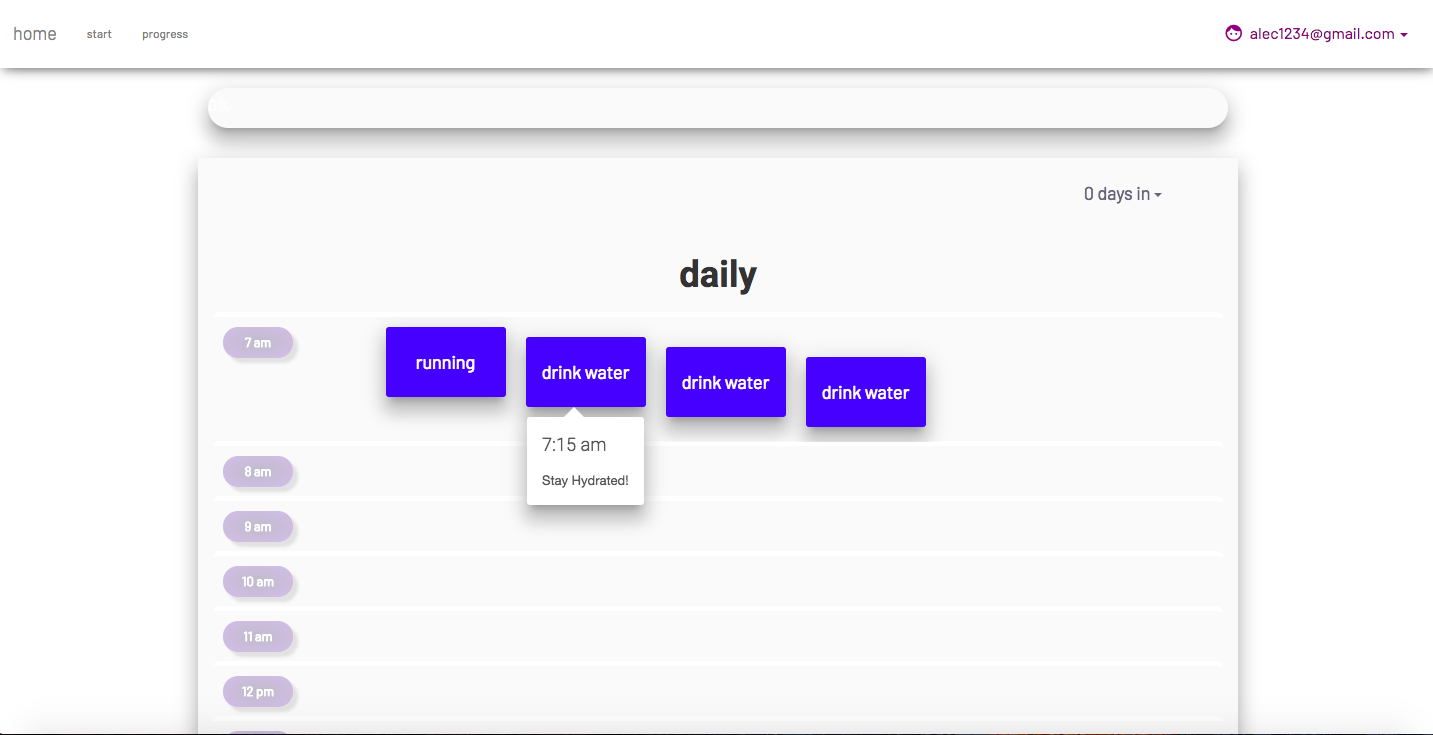 home start progress alec1234@gmail.com
0 days in
daily
7 am running drink water drink water drink water
7:15 am
Stay Hydrated!
8 am
9 am
10 am
11 am
12 pm